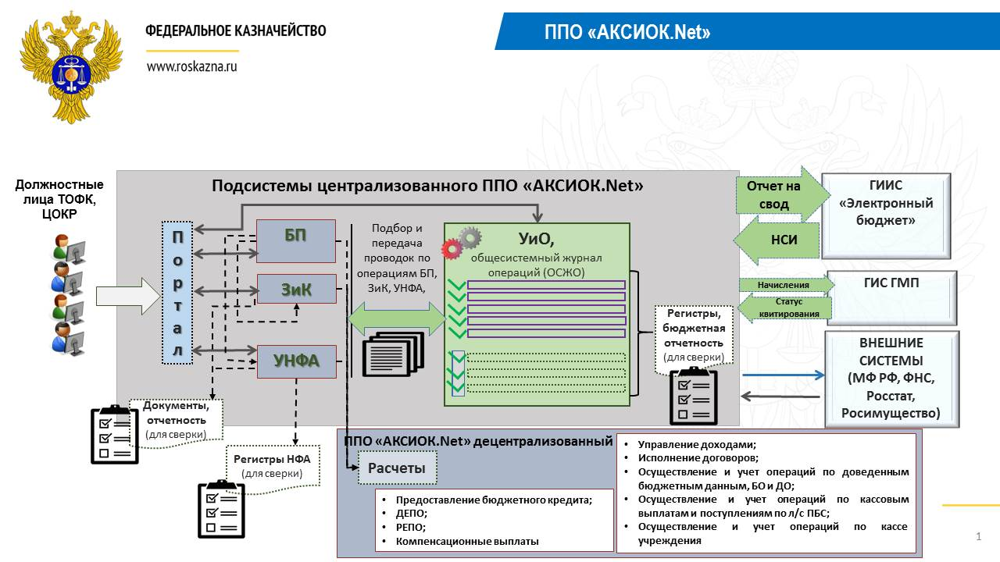 ФЕДЕРАЛЬНОЕ КАЗНАЧЕЙСТВО
www.roskazna.ru
ППО «АКСИОК.Net»
Должностные
лица ТОФК,
ЦОКР
Подсистемы централизованного ППО «АКСИОК.Net»
П
о
р
т
а
л
БП
ЗиК
УНФА
Подбор и
передача
проводок по
операциям БП,
ЗиК, УНФА,
УиО,
общесистемный журнал
операций (ОСЖО)
Регистры,
бюджетная
отчетность
(для сверки)
Отчет на
свод
НСИ
Начисления
Статус
квитирования
ГИИС
«Электронный
бюджет»
ГИС ГМП
ВНЕШНИЕ
СИСТЕМЫ
(МФ РФ, ФНС,
Росстат,
Росимущество)
Документы,
отчетность
(для сверки)
Регистры НФА
(для сверки)
ППО «АКСИОК.Net» децентрализованный
Расчеты
• Предоставление бюджетного кредита;
• ДЕПО;
• РЕПО;
• Компенсационные выплаты
• Управление доходами;
• Исполнение договоров;
• Осуществление и учет операций по доведенным
бюджетным данным, БО и ДО;
• Осуществление и учет операций по кассовым
выплатам и поступлениям по л/с ПБС;
• Осуществление и учет операций по кассе
учреждения
1